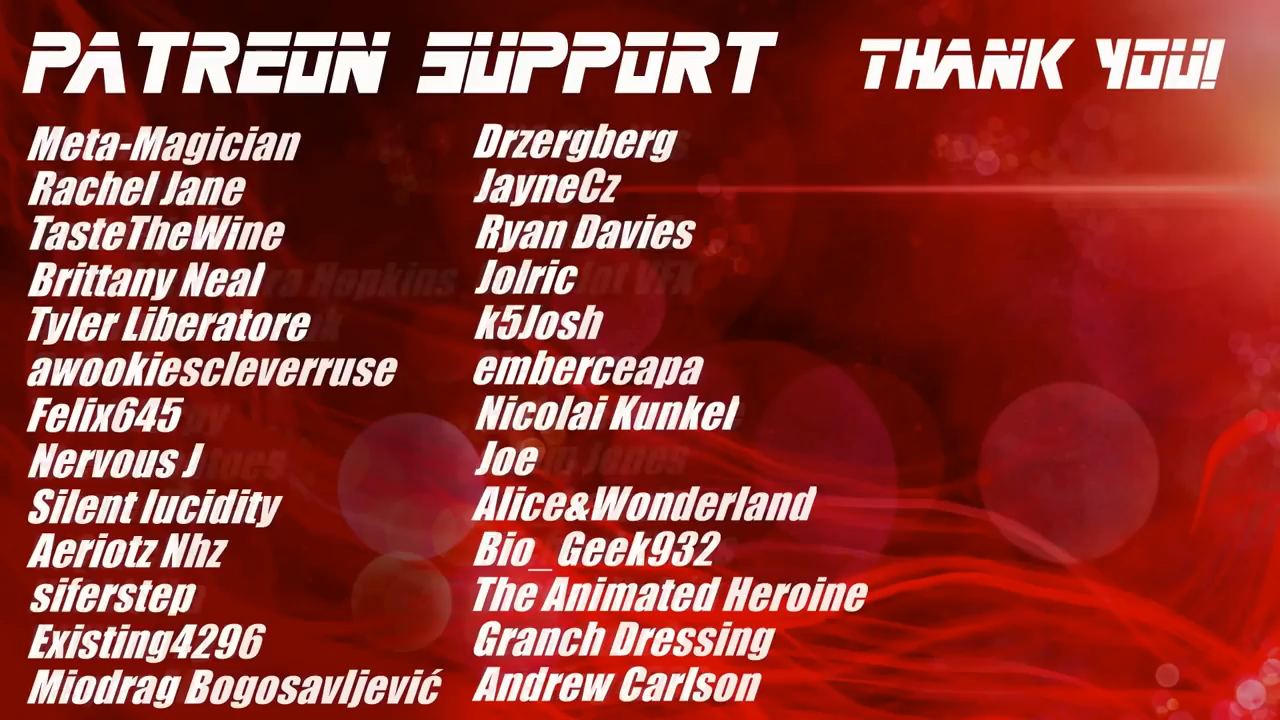 PATREON SUPPORT THANK YOU!
Meta-Magician
Rachel Jane
TasteTheWine
Brittany Neal
Tyler Liberatore
awookiescleverruse
Felix645
Nervous J
Silent lucidity
Aeriotz Nhz
siferstep
Existing4296
Miodrag Bogosavljević
Drzergberg
JayneCz
Ryan Davies
Jolric
k5Josh
emberceapa
Nicolai Kunkel
Joe
Alice&Wonderland
Bio_Geek932
The Animated Heroine
Granch Dressing
Andrew Carlson